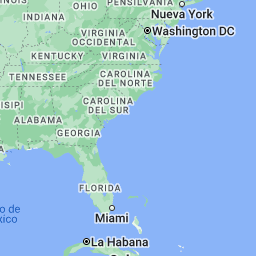 OHIO
PENSILVANIA
Nueva York
INDIANA
VIRGINIA
OCCIDENTAL
Washington DC
KENTUCKY
VIRGINIA
TENNESSEE
CAROLINA
DEL NORTE
ISIPI
CAROLINA
DEL SUR
ALABAMA
GEORGIA
FLORIDA
o de
xico
Miami
La Habana